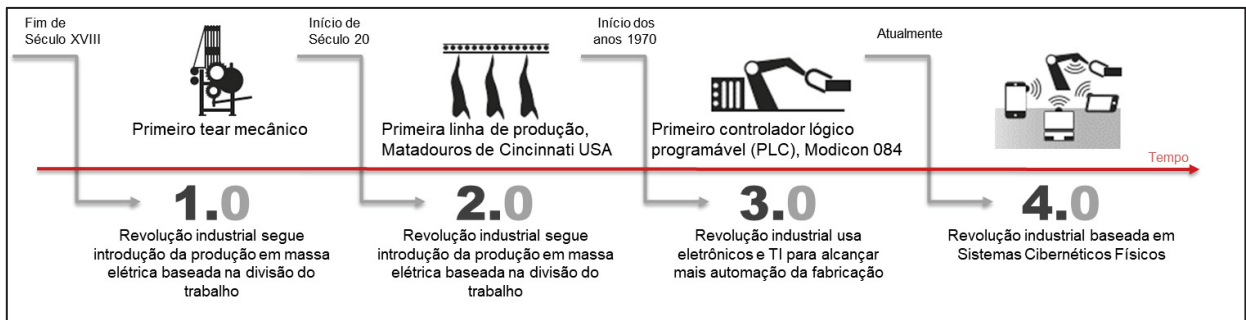 Fim de
Século XVIII
Primeiro tear mecânico
Início de
Século 20
Primeira linha de produção,
Matadouros de Cincinnati USA
Início dos
anos 1970
Primeiro controlador lógico
programável (PLC), Modicon 084
Atualmente
Tempo
1.0
Revolução industrial segue
introdução da produção em massa
elétrica baseada na divisão do
trabalho
2.0
Revolução industrial segue
introdução da produção em massa
elétrica baseada na divisão do
trabalho
3.0
Revolução industrial usa
eletrônicos e TI para alcançar
mais automação da fabricação
4.0
Revolução industrial baseada em
Sistemas Cibernéticos Físicos